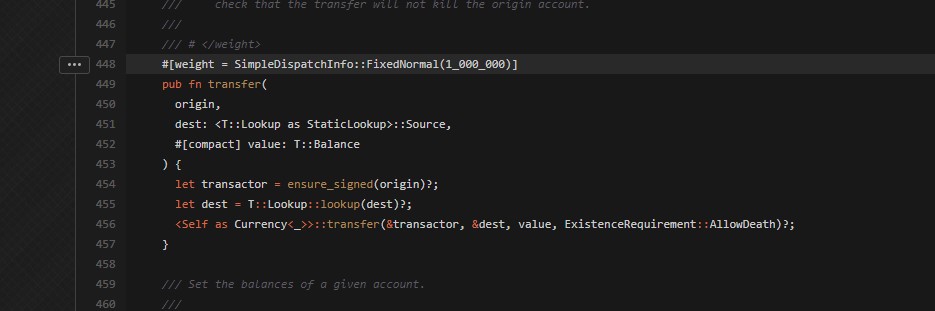 445 ///     check that the transfer will not kill the origin account.
446 ///
447 /// # </weight>
448 #[weight = SimpleDispatchInfo::FixedNormal(1_000_000)]
449 pub fn transfer(
450   origin,
451   dest: <T::Lookup as StaticLookup>::Source,
452   #[compact] value: T::Balance
453 ) {
454   let transactor = ensure_signed(origin)?;
455   let dest = T::Lookup::lookup(dest)?;
456   <Self as Currency<_>>::transfer(&transactor, &dest, value, ExistenceRequirement::AllowDeath)?;
457 }
458
459 /// Set the balances of a given account.
460 ///